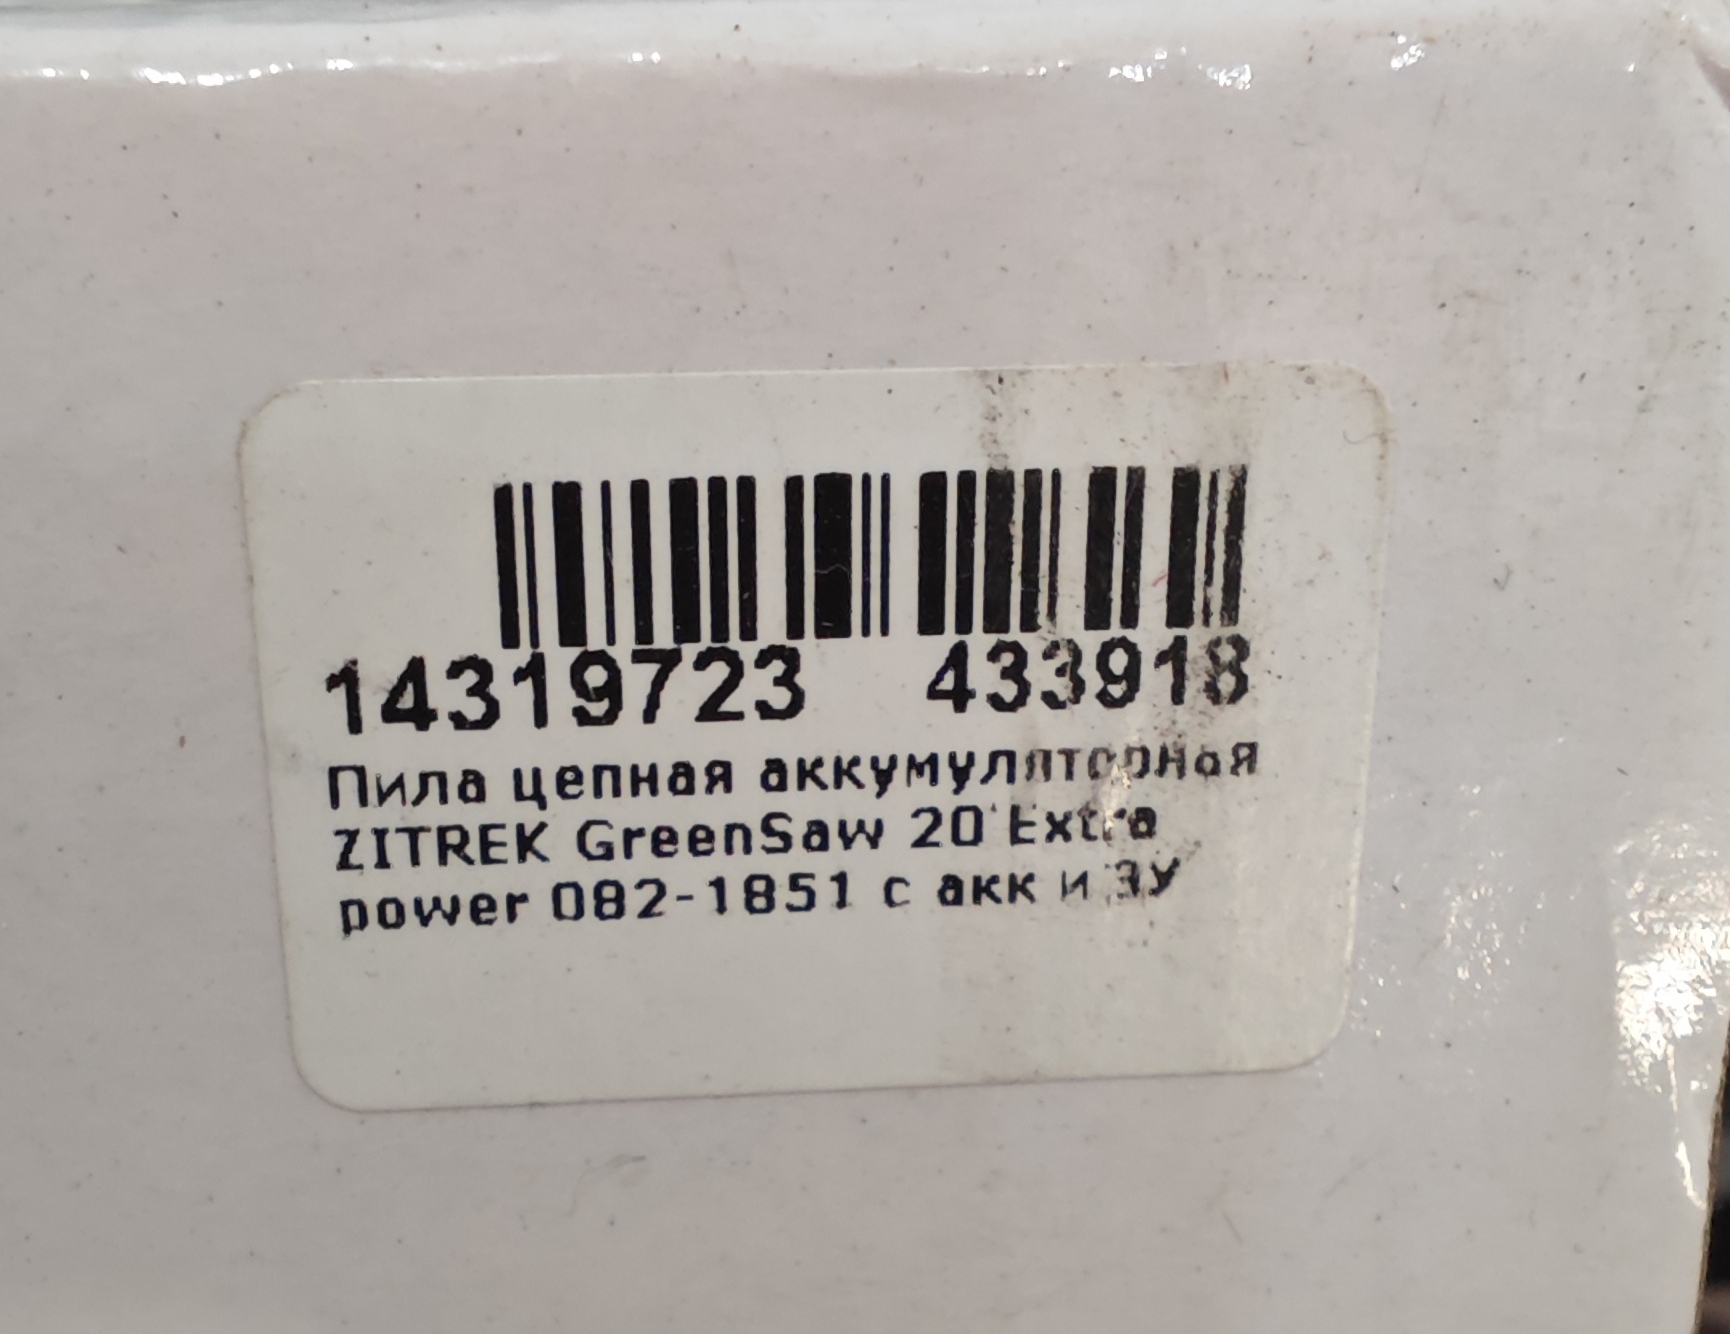 14319723 433918
Пила цепная аккумуляторная
ZITREK GreenSaw 20 Extra
power 082-1851 с акк и ЗУ